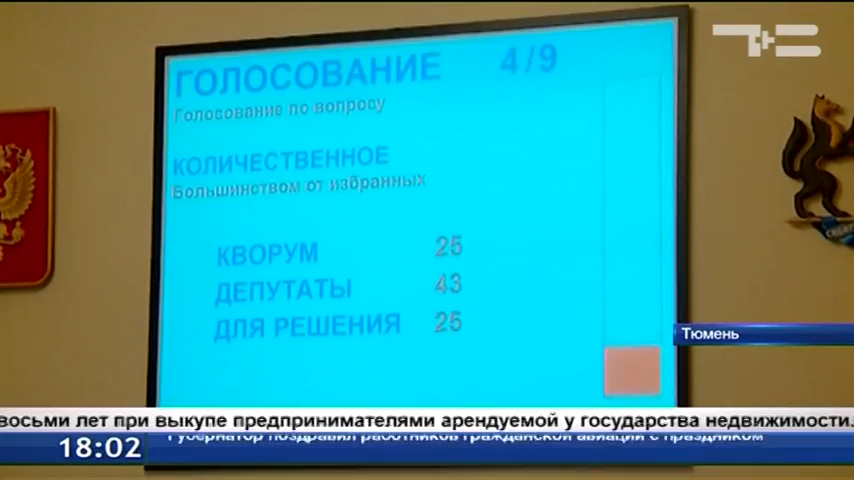 ГОЛОСОВАНИЕ 4/9
Голосование по вопросу
КОЛИЧЕСТВЕННОЕ
Большинством от избранных
КВОРУМ 25
ДЕПУТАТЫ 43
ДЛЯ РЕШЕНИЯ 25
Тюмень
восьми лет при выкупе предпринимателями арендуемой у государства недвижимости.
18:02 Губернатор поздравил работников гражданской авиации с праздником